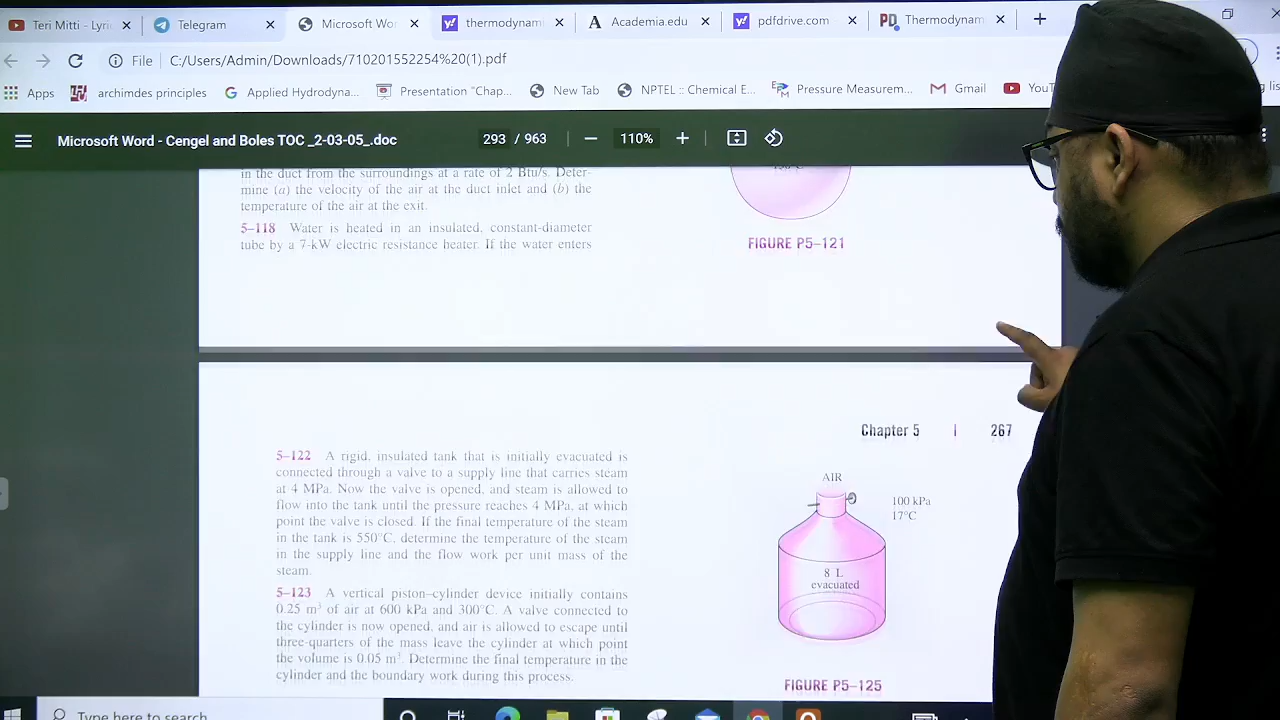 Teri Mitti - Lyri
Telegram
Microsoft Wo
thermodynam
Academia.edu
pdfdrive.com
PD
Thermodynam
File
C:/Users/Admin/Downloads/710201552254%20(1).pdf
Apps
archimdes principles
Applied Hydrodyna...
Presentation "Chap...
New Tab
NPTEL :: Chemical E...
Pressure Measurem...
Gmail
Microsoft Word - Cengel and Boles TOC _2-03-05_.doc
293 / 963
110%
in the duct from the surroundings at a rate of 2 Btu/s. Deter-
mine (a) the velocity of the air at the duct inlet and (b) the
temperature of the air at the exit.
5–118 Water is heated in an insulated, constant-diameter
tube by a 7-kW electric resistance heater. If the water enters
FIGURE P5–121
Chapter 5 | 267
5–122 A rigid, insulated tank that is initially evacuated is
connected through a valve to a supply line that carries steam
at 4 MPa. Now the valve is opened, and steam is allowed to
flow into the tank until the pressure reaches 4 MPa, at which
point the valve is closed. If the final temperature of the steam
in the tank is 550°C, determine the temperature of the steam
in the supply line and the flow work per unit mass of the
steam.
5–123 A vertical piston–cylinder device initially contains
0.25 m³ of air at 600 kPa and 300°C. A valve connected to
the cylinder is now opened, and air is allowed to escape until
three-quarters of the mass leave the cylinder at which point
the volume is 0.05 m³. Determine the final temperature in the
cylinder and the boundary work during this process.
AIR
100 kPa
17°C
8 L
evacuated
FIGURE P5–125
Type here to search